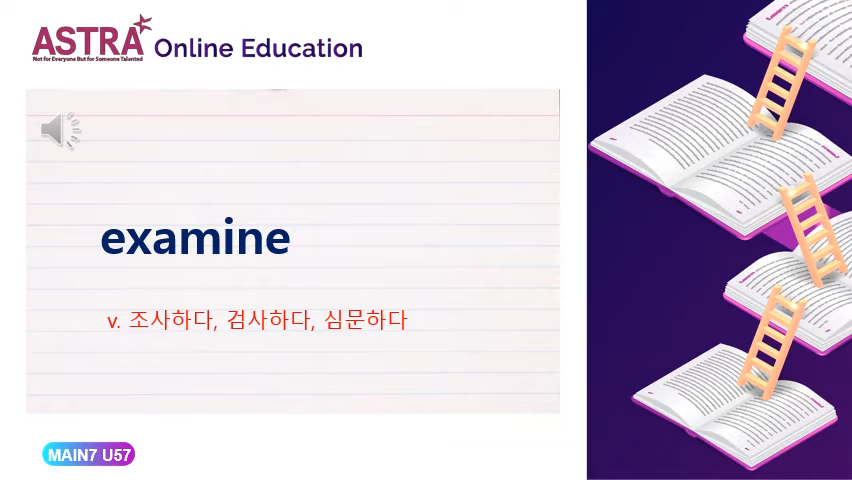 ASTRA Online Education
Not for Everyone But for Someone Talented
examine
v. 조사하다, 검사하다, 심문하다
MAIN7 U57